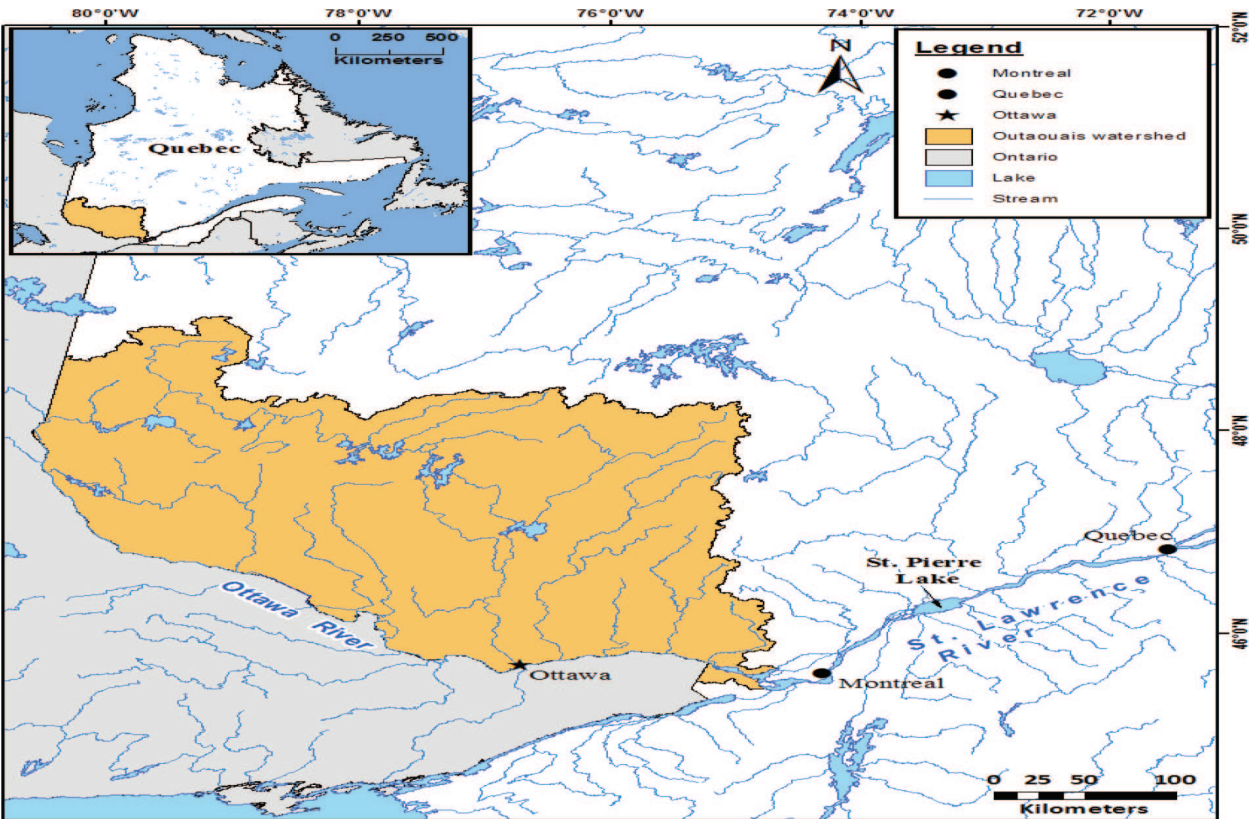 80°0'W 78°0'W 76°0'W 74°0'W 72°0'W
52°0'N
50°0'N
48°0'N
46°0'N
0 250 500
Kilometers
Quebec
N
Legend
Montreal
Quebec
Ottawa
Outaouais watershed
Ontario
Lake
Stream
Quebec
St. Pierre
Lake
St. Lawrence
River
Ottawa River
Ottawa
Montreal
0 25 50 100
Kilometers